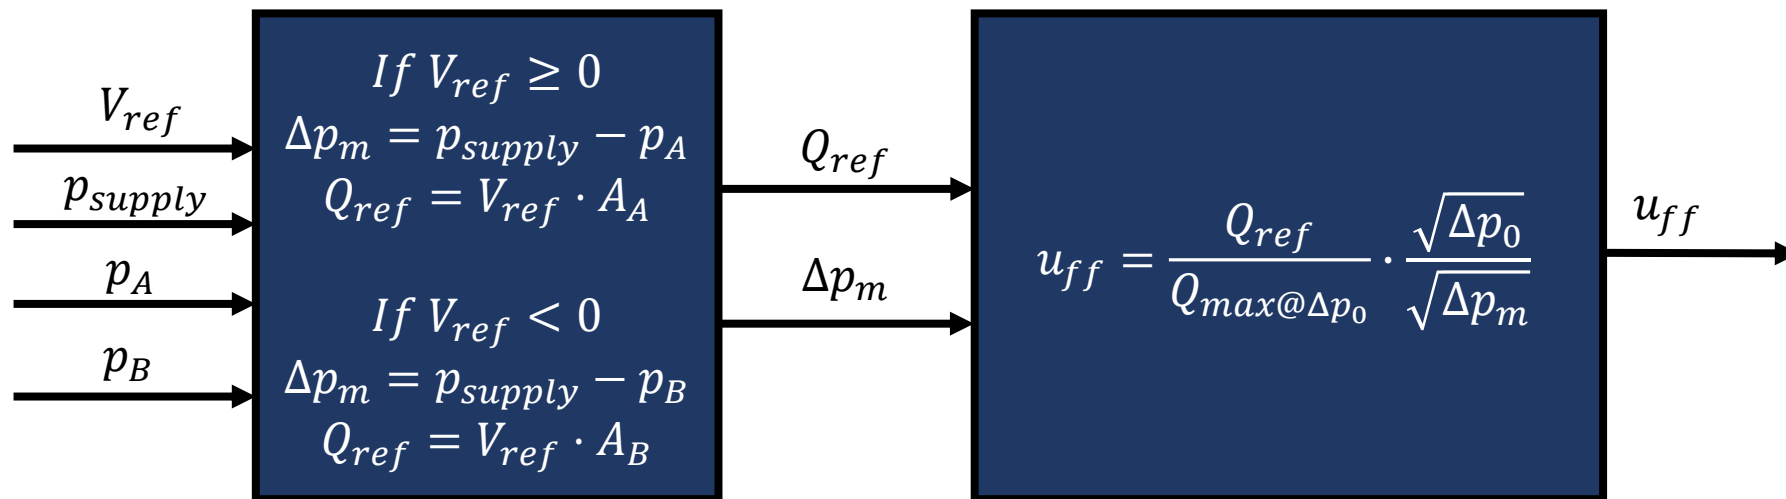 V_ref
p_supply
p_A
p_B
If V_ref ≥ 0
Δp_m = p_supply − p_A
Q_ref = V_ref · A_A
If V_ref < 0
Δp_m = p_supply − p_B
Q_ref = V_ref · A_B
Q_ref
Δp_m
u_ff = Q_ref / Q_max@Δp_0 · √Δp_0 / √Δp_m
u_ff